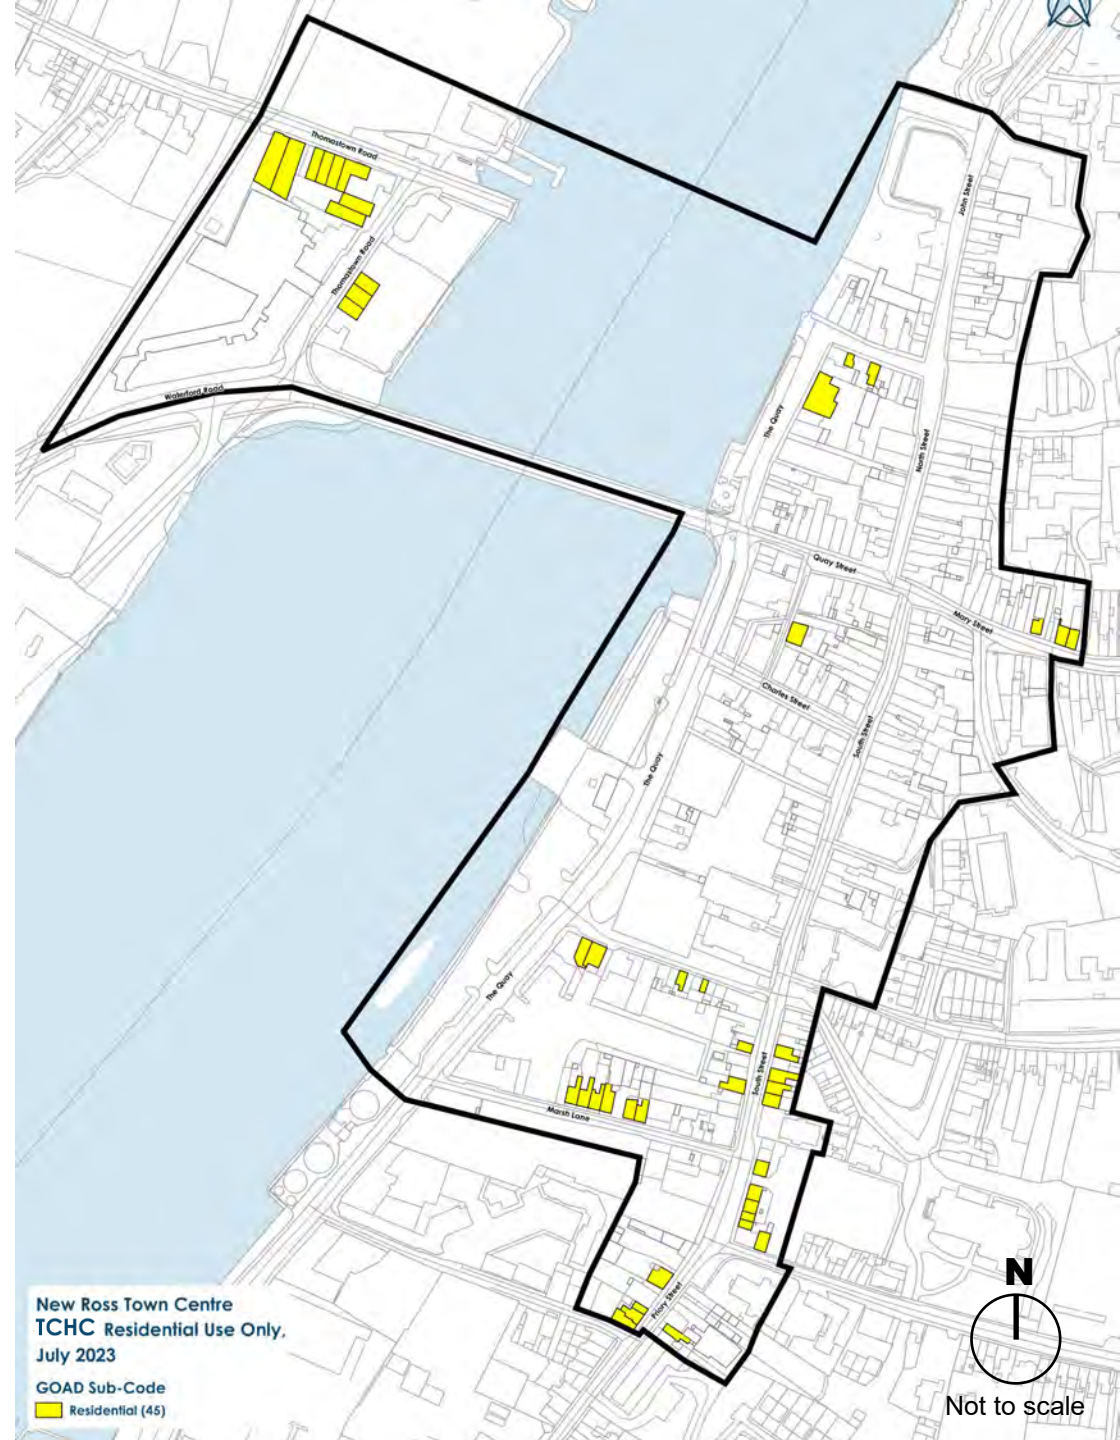 Thomastown Road
John Street
Thomastown Road
Waterford Road
The Quay
North Street
Quay Street
Mary Street
Charles Street
South Street
The Quay
The Quay
South Street
Marsh Lane
Priory Street
New Ross Town Centre
TCHC Residential Use Only,
July 2023
GOAD Sub-Code
Residential (45)
N
Not to scale